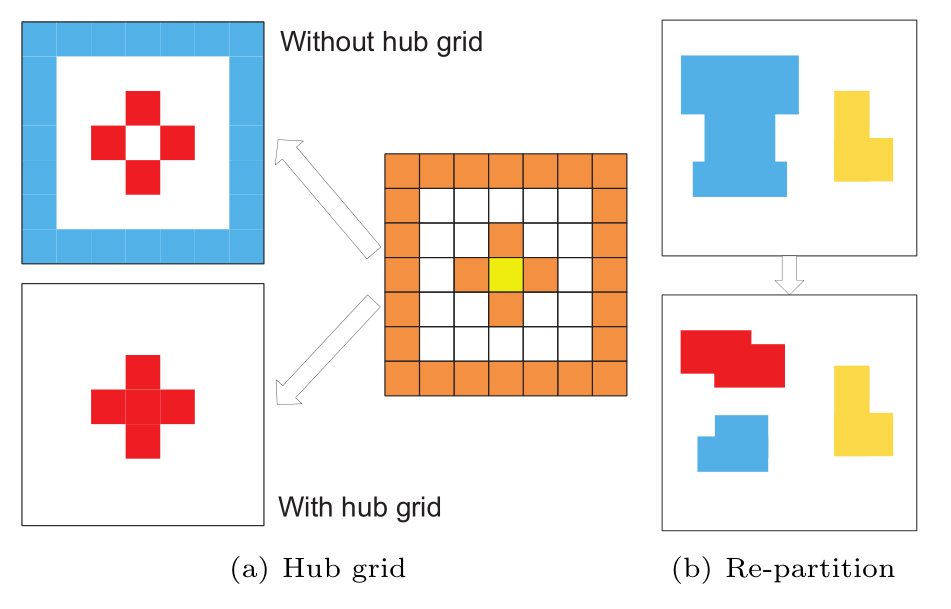 Without hub grid
With hub grid
(a) Hub grid
(b) Re-partition